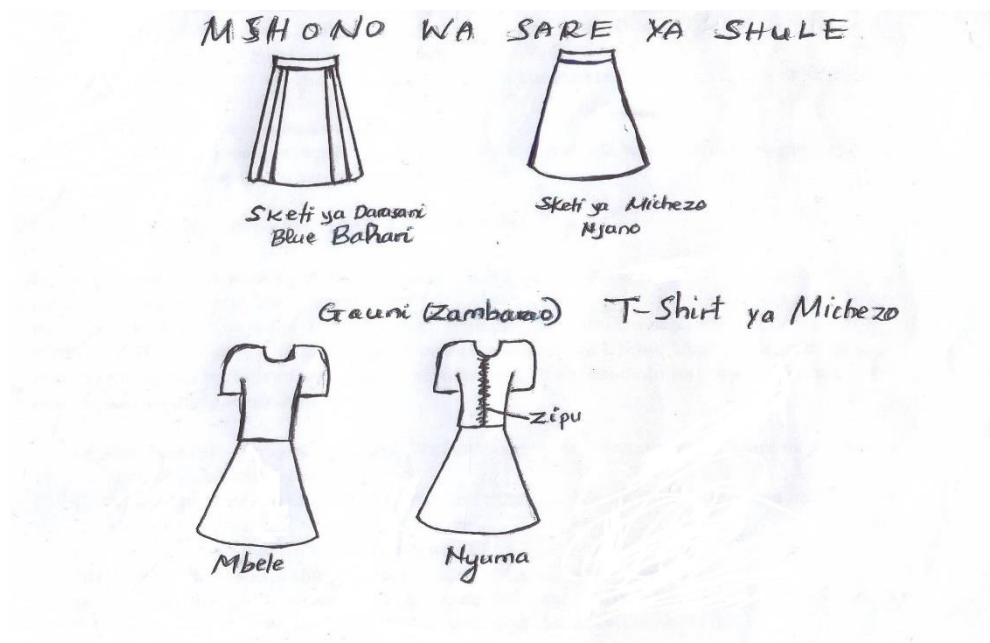 MSHONO WA SARE YA SHULE
Sketi ya Darasani
Blue Bahari
Sketi ya Michezo
Njano
Gauni (Zambarao)
T-Shirt ya Michezo
Zipu
Mbele
Nyuma